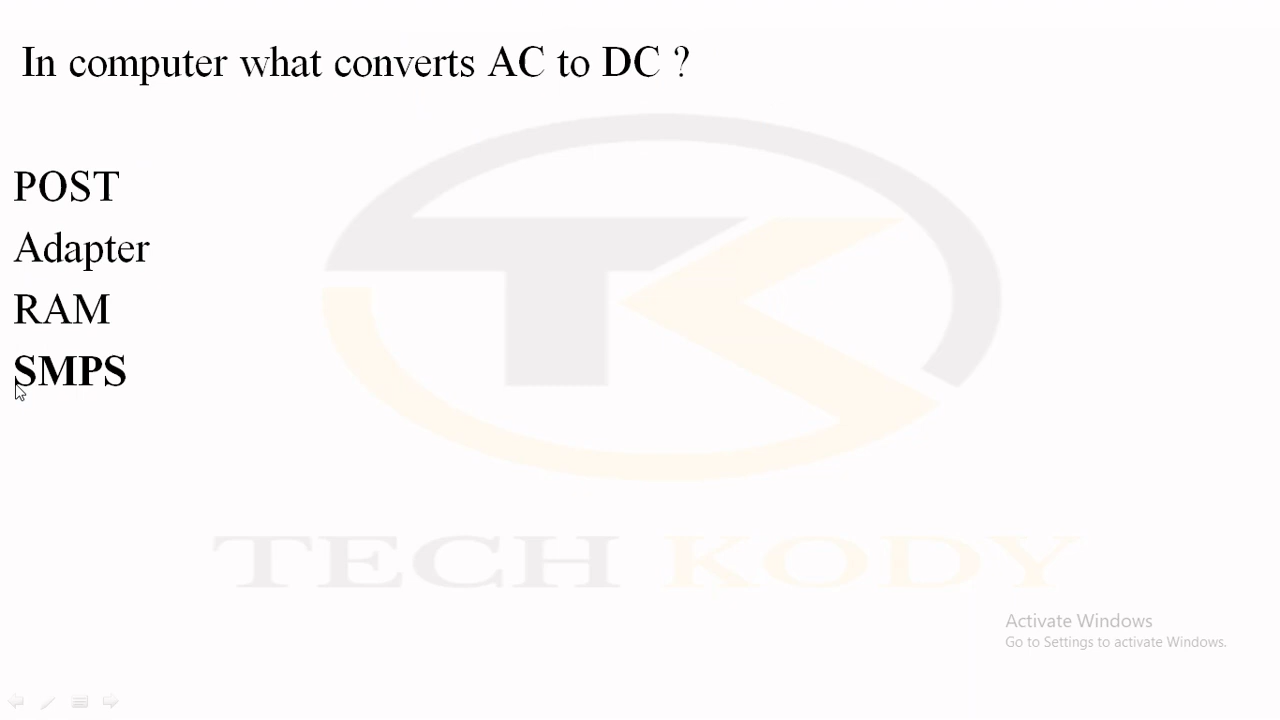 In computer what converts AC to DC ?
POST
Adapter
RAM
SMPS
TECH KODY
Activate Windows
Go to Settings to activate Windows.